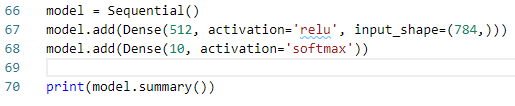 66 model = Sequential()
67 model.add(Dense(512, activation='relu', input_shape=(784,)))
68 model.add(Dense(10, activation='softmax'))
69
70 print(model.summary())